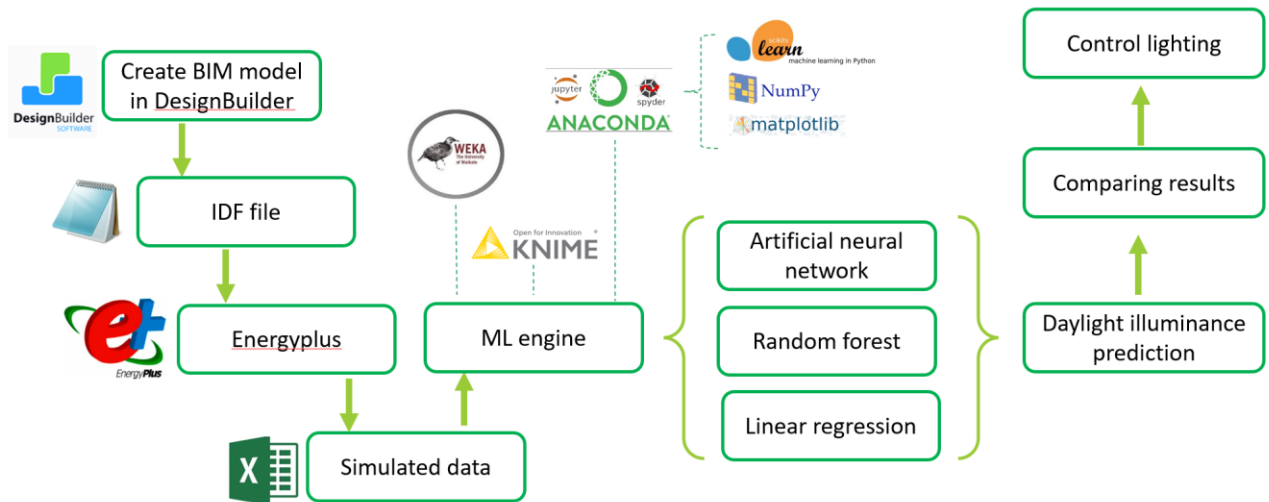 Create BIM model
in DesignBuilder
DesignBuilder
SOFTWARE
IDF file
EnergyPlus
Energyplus
X
Simulated data
WEKA
The University
of Waikato
Open for Innovation
KNIME
®
ML engine
jupyter
spyder
ANACONDA
scikit
learn
machine learning in Python
NumPy
matplotlib
Artificial neural
network
Random forest
Linear regression
Daylight illuminance
prediction
Comparing results
Control lighting